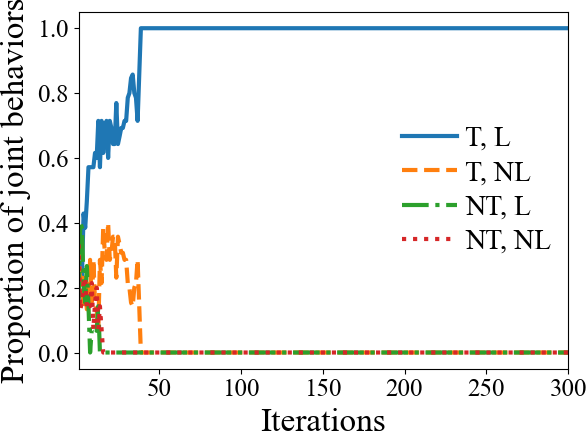 Proportion of joint behaviors
1.0
0.8
0.6
0.4
0.2
0.0
T, L
T, NL
NT, L
NT, NL
50 100 150 200 250 300
Iterations